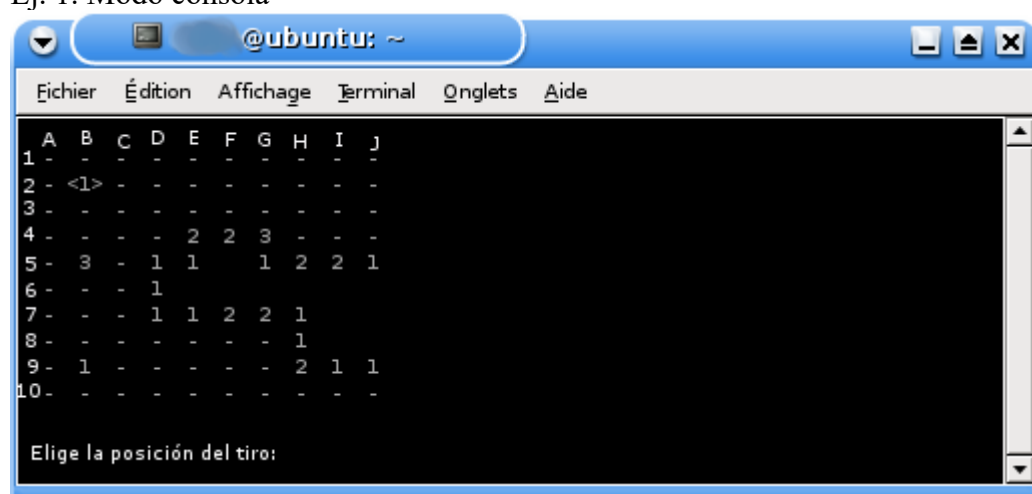 Ej. 1: Modo consola
@ubuntu: ~
Fichier Édition Affichage Terminal Onglets Aide
A B C D E F G H I J
1 - - - - - - - - - -
2 - <1> - - - - - - - -
3 - - - - - - - - - -
4 - - - - 2 2 3 - - -
5 - 3 - 1 1 1 2 2 1
6 - - - 1
7 - - - 1 1 2 2 1
8 - - - - - - - 1
9 - 1 - - - - - 2 1 1
10 - - - - - - - - - -
Elige la posición del tiro: